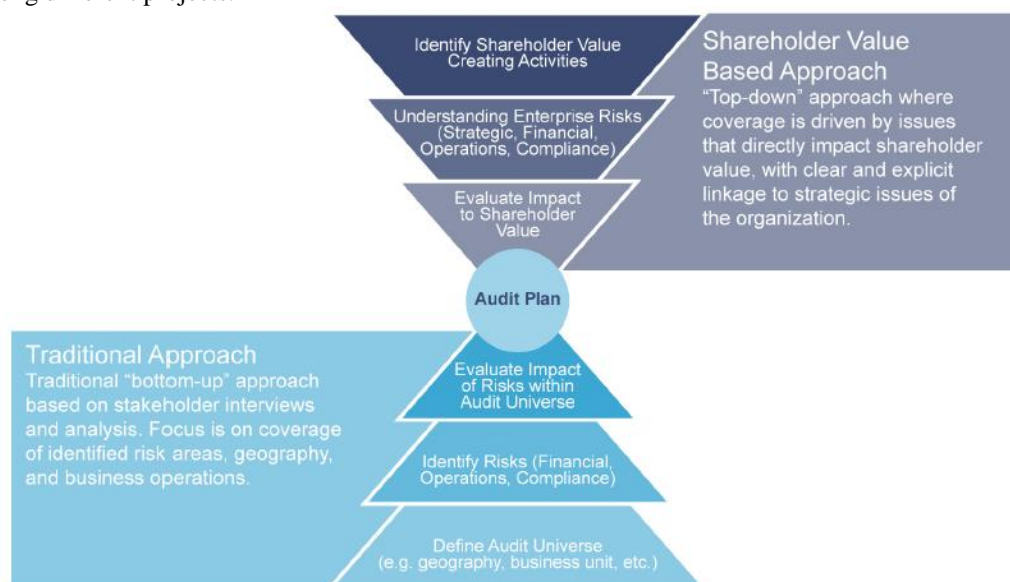 Identify Shareholder Value
Creating Activities
Understanding Enterprise Risks
(Strategic, Financial,
Operations, Compliance)
Evaluate Impact
to Shareholder
Value
Shareholder Value
Based Approach
“Top-down” approach where
coverage is driven by issues
that directly impact shareholder
value, with clear and explicit
linkage to strategic issues of
the organization.
Audit Plan
Traditional Approach
Traditional “bottom-up” approach
based on stakeholder interviews
and analysis. Focus is on coverage
of identified risk areas, geography,
and business operations.
Evaluate Impact
of Risks within
Audit Universe
Identify Risks (Financial,
Operations, Compliance)
Define Audit Universe
(e.g. geography, business unit, etc.)